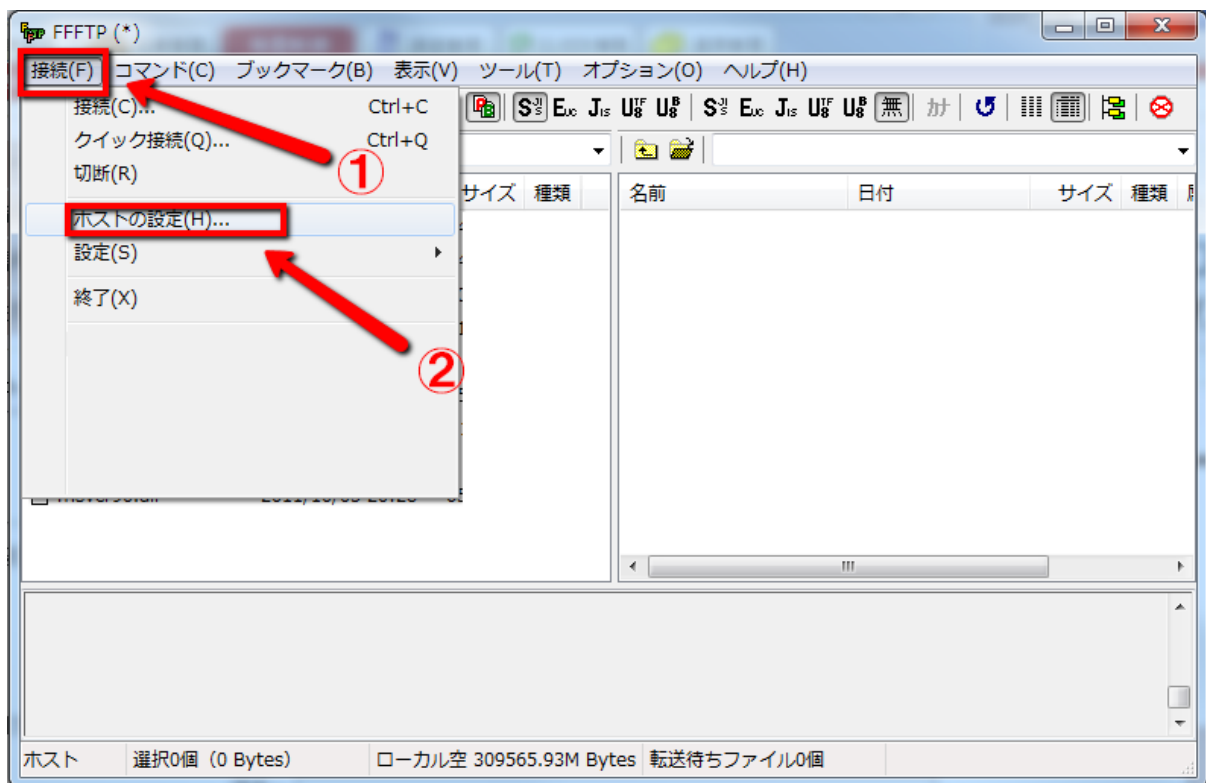 FFFTP (*)
接続(F) コマンド(C) ブックマーク(B) 表示(V) ツール(T) オプション(O) ヘルプ(H)
接続(C)... Ctrl+C
クイック接続(Q)... Ctrl+Q
切断(R)
①
サイズ 種類
名前 日付 サイズ 種類
ホストの設定(H)...
設定(S)
終了(X)
②
ホスト 選択0個 (0 Bytes) ローカル空 309565.93M Bytes 転送待ちファイル0個